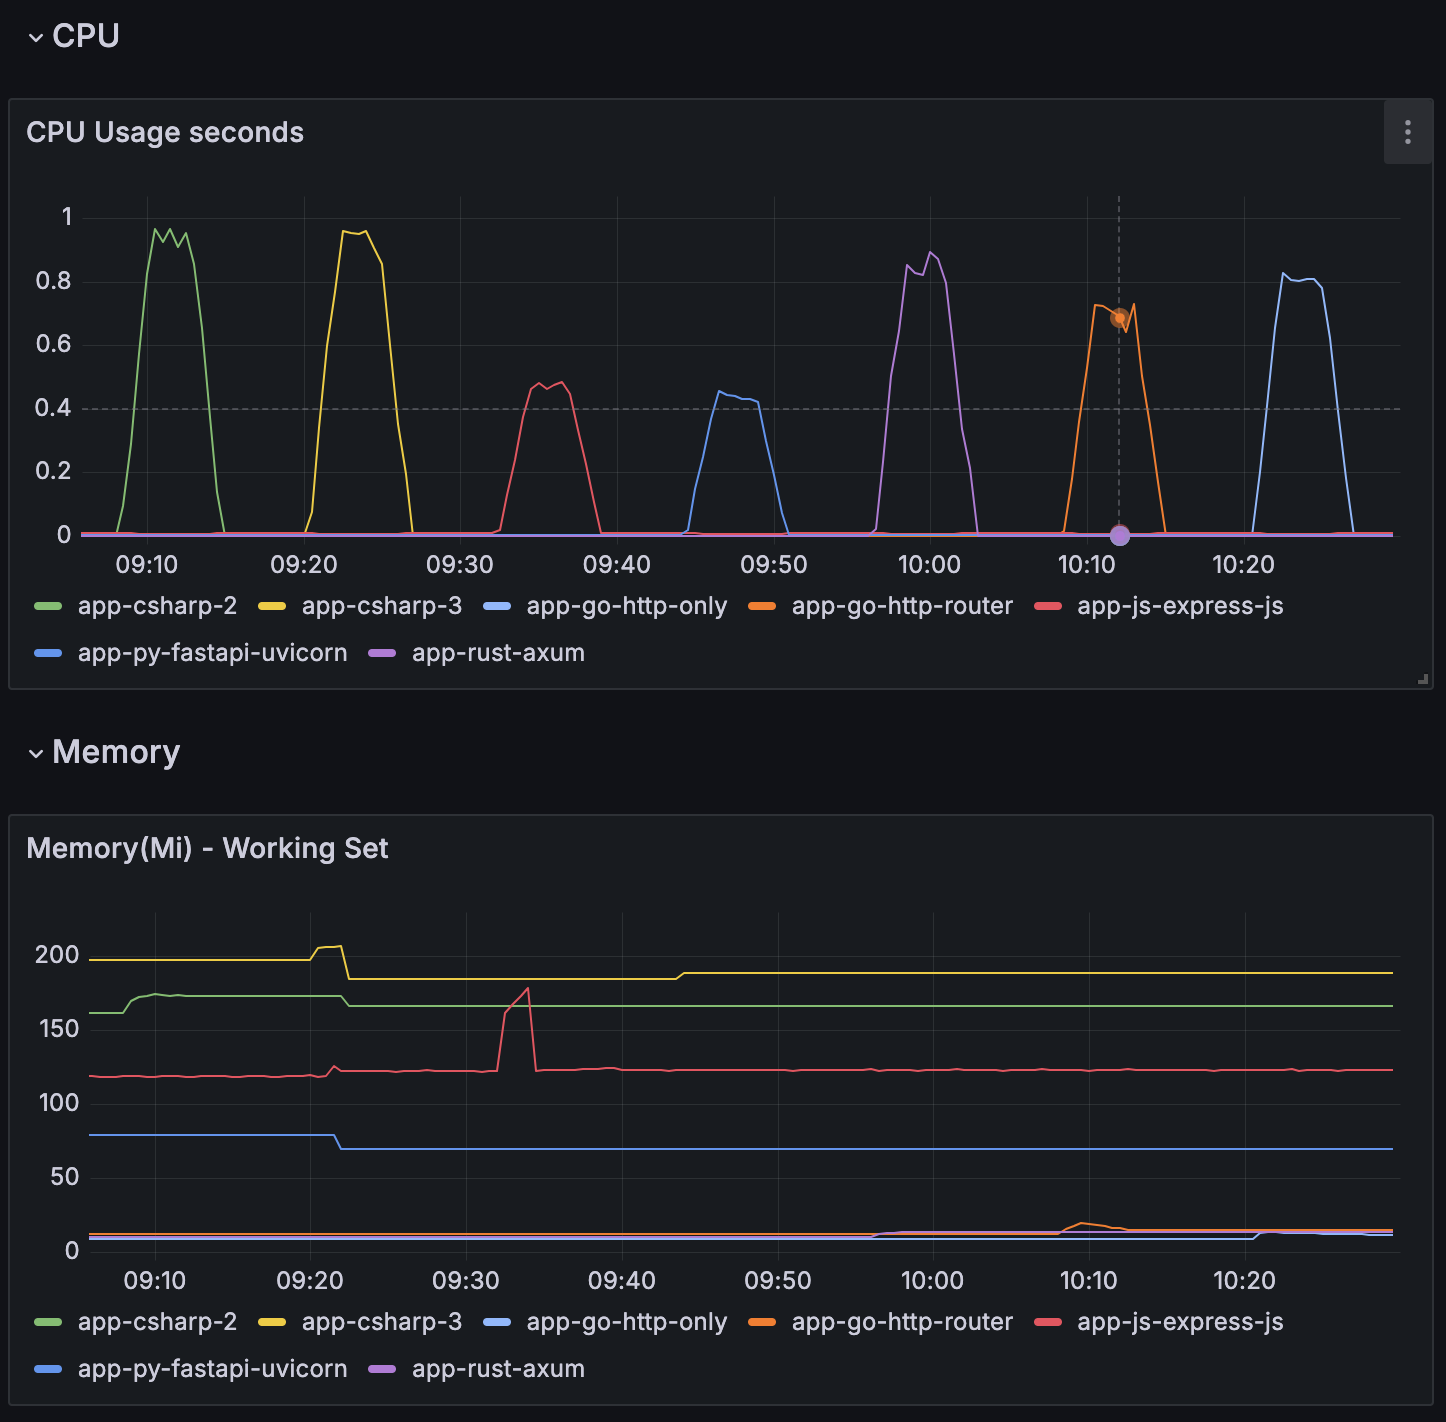 CPU
CPU Usage seconds
1
0.8
0.6
0.4
0.2
0
09:10 09:20 09:30 09:40 09:50 10:00 10:10 10:20
app-csharp-2 app-csharp-3 app-go-http-only app-go-http-router app-js-express-js
app-py-fastapi-uvicorn app-rust-axum
Memory
Memory(Mi) - Working Set
200
150
100
50
0
09:10 09:20 09:30 09:40 09:50 10:00 10:10 10:20
app-csharp-2 app-csharp-3 app-go-http-only app-go-http-router app-js-express-js
app-py-fastapi-uvicorn app-rust-axum